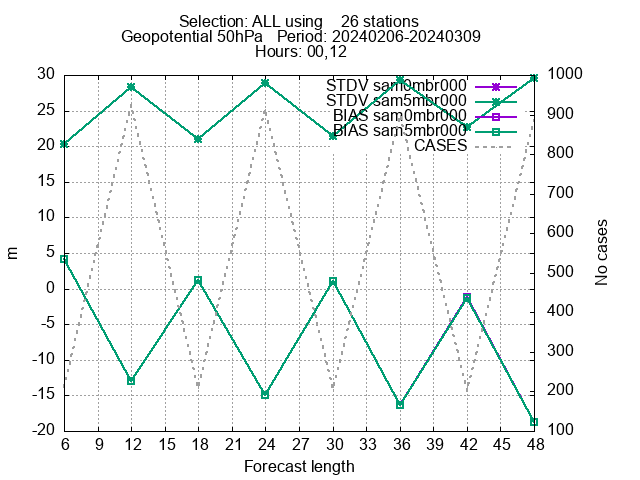 Selection: ALL using    26 stations
Geopotential 50hPa   Period: 20240206-20240309
Hours: 00,12
STDV sam0mbr000
STDV sam5mbr000
BIAS sam0mbr000
BIAS sam5mbr000
CASES
30
25
20
15
10
5
0
-5
-10
-15
-20
m
1000
900
800
700
600
500
400
300
200
100
No cases
6 9 12 15 18 21 24 27 30 33 36 39 42 45 48
Forecast length